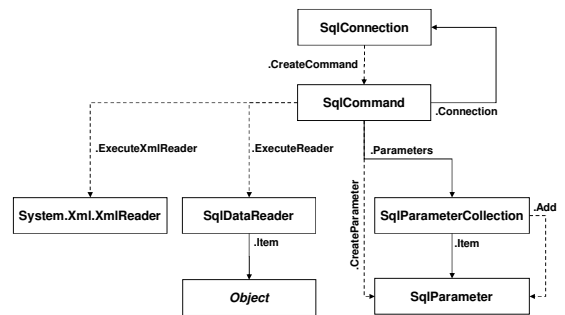 SqlConnection
.CreateCommand
SqlCommand
.Connection
.ExecuteXmlReader
.ExecuteReader
.Parameters
System.Xml.XmlReader
SqlDataReader
.CreateParameter
SqlParameterCollection
.Add
.Item
.Item
Object
SqlParameter